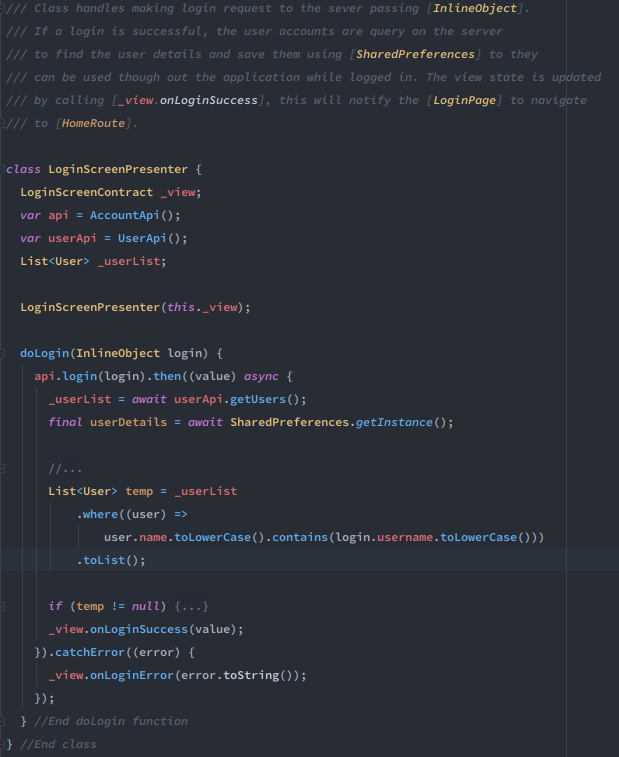 /// Class handles making login request to the sever passing [InlineObject].
/// If a login is successful, the user accounts are query on the server
/// to find the user details and save them using [SharedPreferences] to they
/// can be used though out the application while logged in. The view state is updated
/// by calling [_view.onLoginSuccess], this will notify the [LoginPage] to navigate
/// to [HomeRoute].
class LoginScreenPresenter {
LoginScreenContract _view;
var api = AccountApi();
var userApi = UserApi();
List<User> _userList;
LoginScreenPresenter(this._view);
doLogin(InlineObject login) {
api.login(login).then((value) async {
_userList = await userApi.getUsers();
final userDetails = await SharedPreferences.getInstance();
//...
List<User> temp = _userList
.where((user) =>
user.name.toLowerCase().contains(login.username.toLowerCase()))
.toList();
if (temp != null) {...}
_view.onLoginSuccess(value);
}).catchError((error) {
_view.onLoginError(error.toString());
});
} //End doLogin function
} //End class